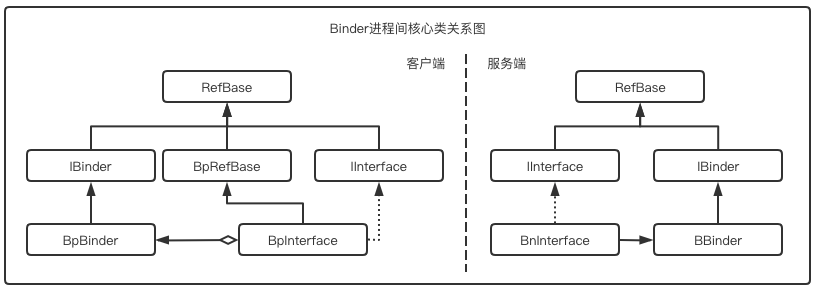 Binder进程间核心类关系图
客户端
服务端
RefBase
RefBase
IBinder
BpRefBase
IInterface
IInterface
IBinder
BpBinder
BpInterface
BnInterface
BBinder